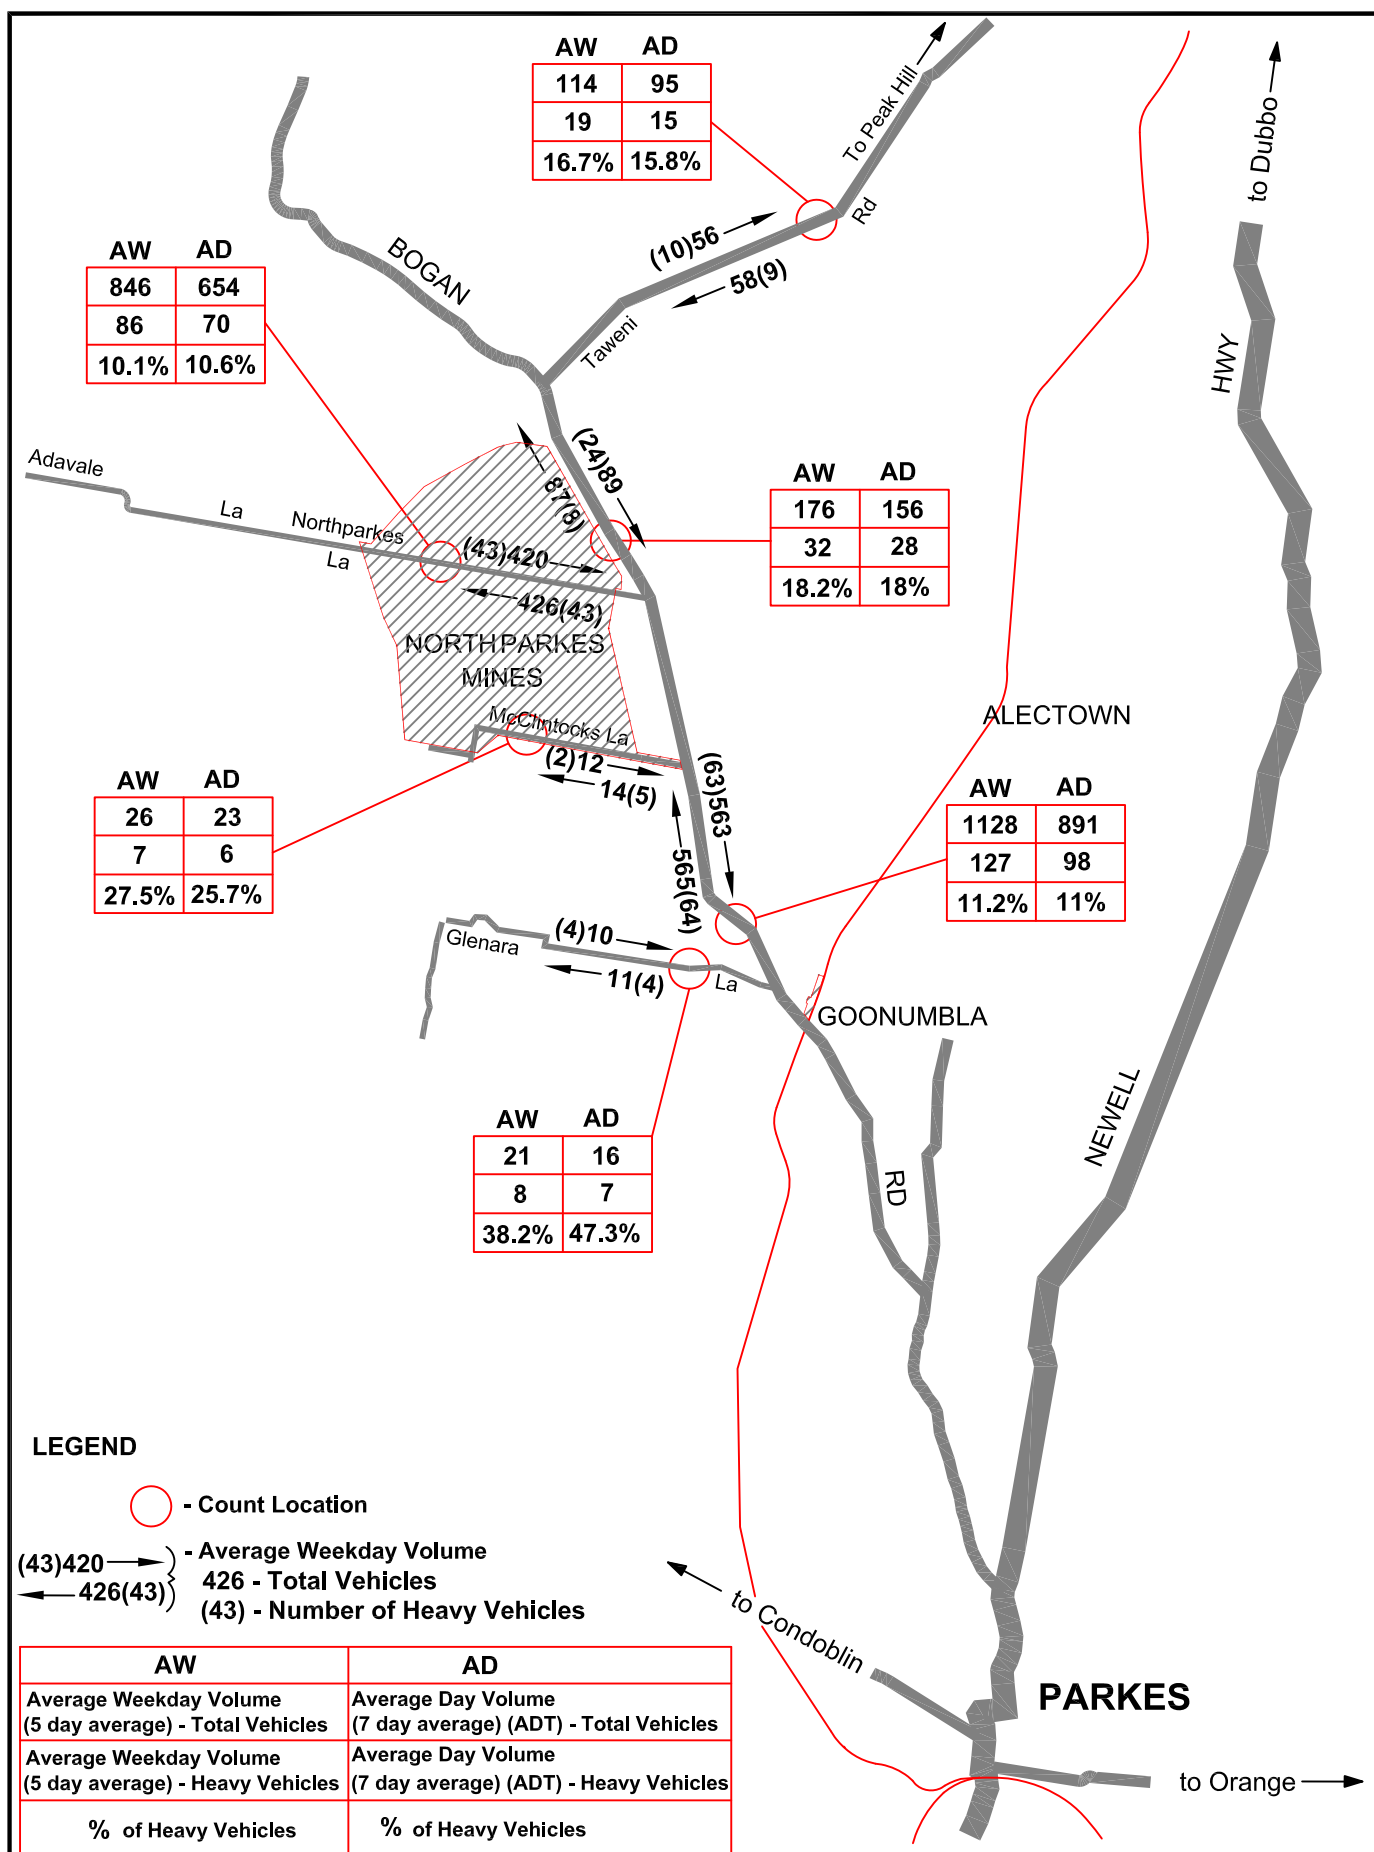 AW AD
114 95
19 15
16.7% 15.8%
To Peak Hill
to Dubbo
Rd
(10)56
58(9)
Taweni
BOGAN
AW AD
846 654
86 70
10.1% 10.6%
HWY
Adavale
La
Northparkes
La
(24)89
87(8)
(43)420
426(43)
AW AD
176 156
32 28
18.2% 18%
NORTHPARKES
MINES
McClintocks La
(2)12
14(5)
ALECTOWN
AW AD
26 23
7 6
27.5% 25.7%
(63)563
565(64)
AW AD
1128 891
127 98
11.2% 11%
Glenara
(4)10
11(4)
La
GOONUMBLA
NEWELL
RD
AW AD
21 16
8 7
38.2% 47.3%
LEGEND
- Count Location
(43)420
426(43)
- Average Weekday Volume
426 - Total Vehicles
(43) - Number of Heavy Vehicles
to Condoblin
PARKES
to Orange
AW AD
Average Weekday Volume
(5 day average) - Total Vehicles
Average Day Volume
(7 day average) (ADT) - Total Vehicles
Average Weekday Volume
(5 day average) - Heavy Vehicles
Average Day Volume
(7 day average) (ADT) - Heavy Vehicles
% of Heavy Vehicles
% of Heavy Vehicles